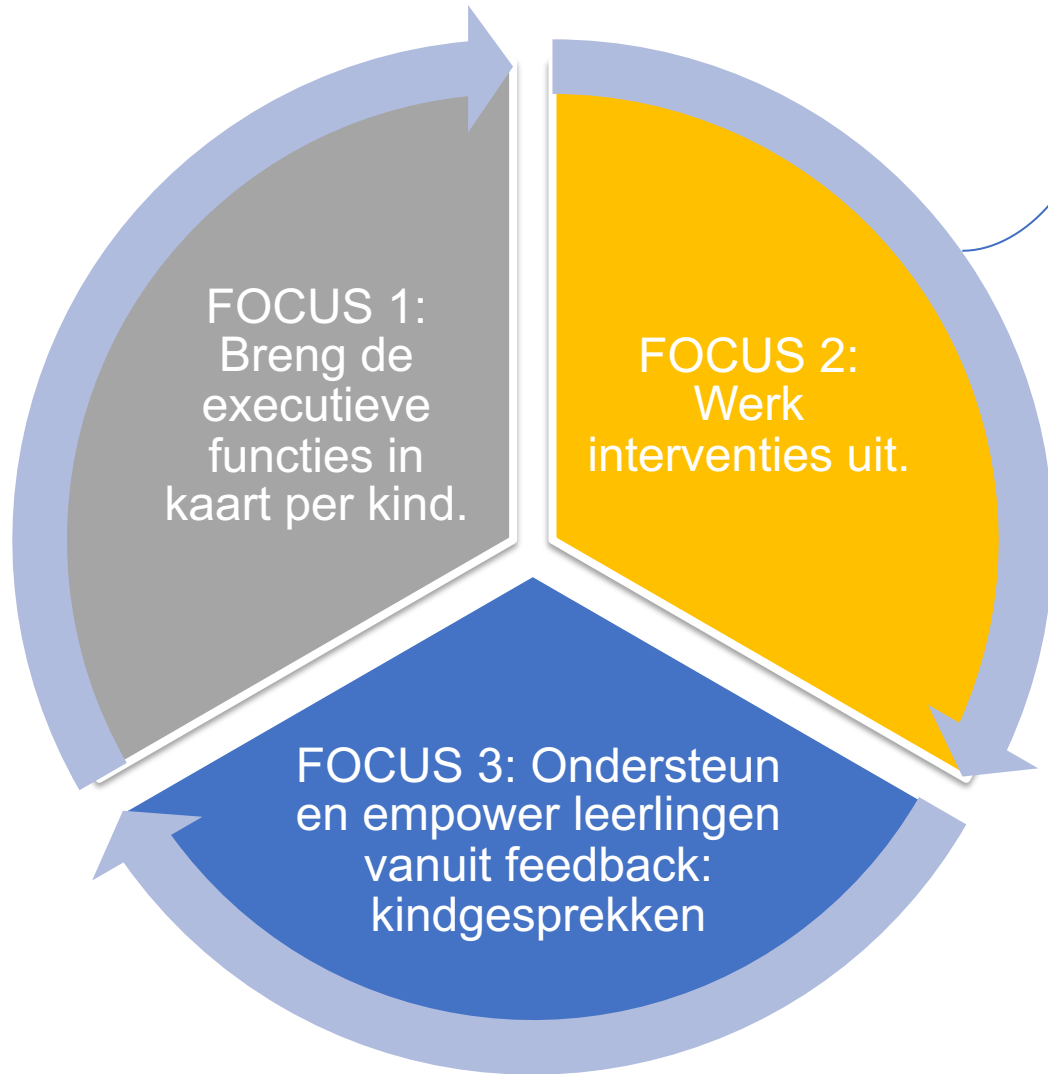 FOCUS 1:
Breng de
executieve
functies in
kaart per kind.
FOCUS 2:
Werk
interventies uit.
FOCUS 3: Ondersteun
en empower leerlingen
vanuit feedback:
kindgesprekken